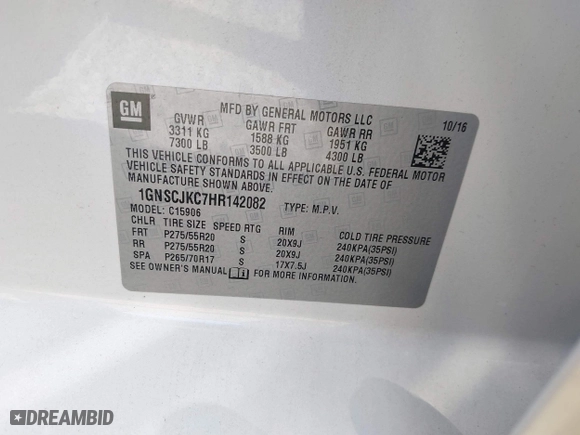 GM
MFD BY GENERAL MOTORS LLC
10/16
GVWR GAWR FRT GAWR RR
3311 KG 1588 KG 1951 KG
7300 LB 3500 LB 4300 LB
THIS VEHICLE CONFORMS TO ALL APPLICABLE U.S. FEDERAL MOTOR
VEHICLE SAFETY STANDARDS IN EFFECT ON THE DATE OF
MANUFACTURE SHOWN ABOVE.
1GNSCJKC7HR142082 TYPE: M.P.V.
MODEL: C15906
CHLR TIRE SIZE SPEED RTG RIM COLD TIRE PRESSURE
FRT P275/55R20 S 20X9J 240KPA(35PSI)
RR P275/55R20 S 20X9J 240KPA(35PSI)
SPA P265/70R17 S 17X7.5J 240KPA(35PSI)
SEE OWNER'S MANUAL FOR MORE INFORMATION.
DREAMBID